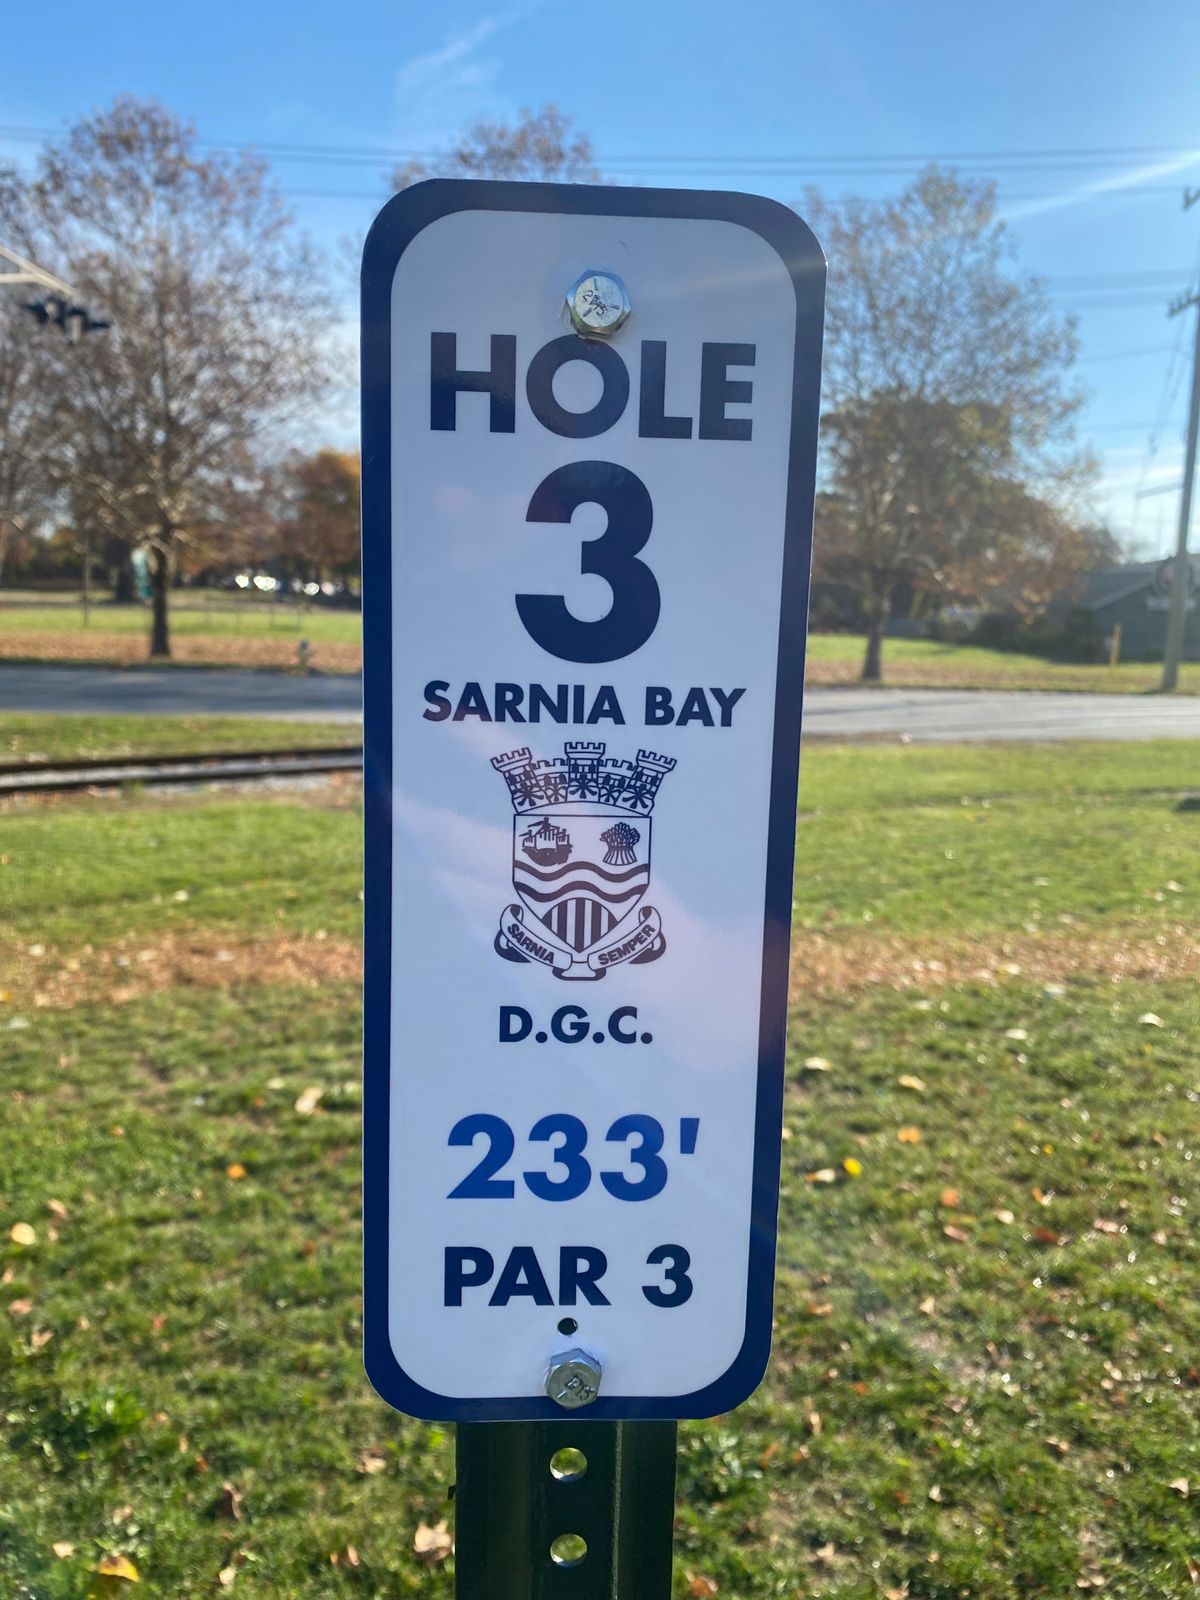 HOLE
3
SARNIA BAY
SARNIA SEMPER
D.G.C.
233'
PAR 3